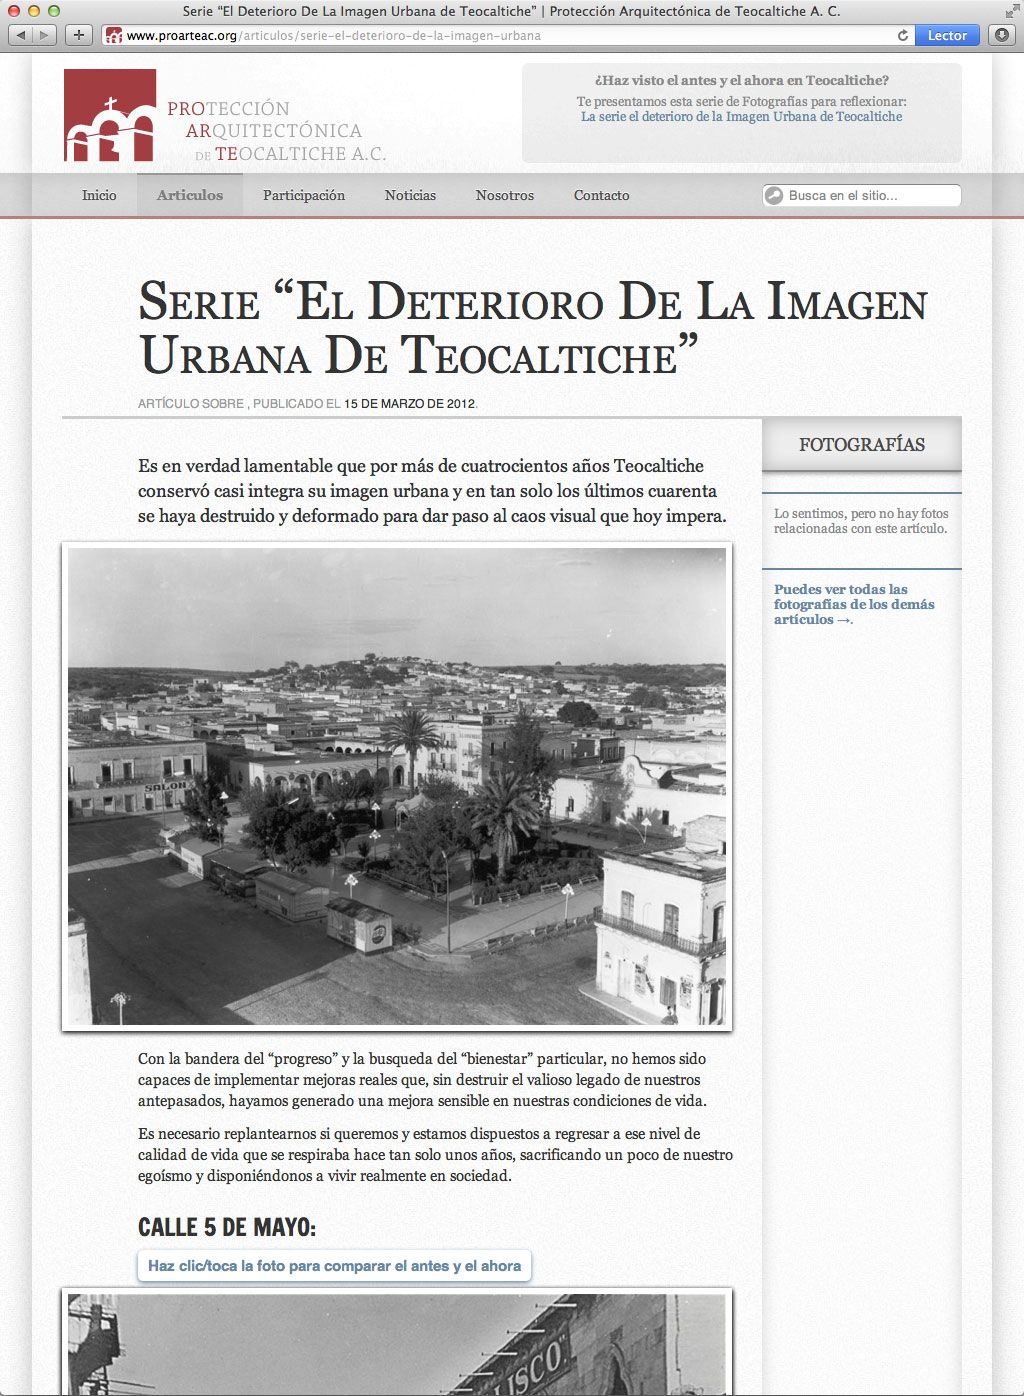 Serie “El Deterioro De La Imagen Urbana de Teocaltiche” | Protección Arquitectónica de Teocaltiche A. C.
www.proarteac.org/articulos/serie-el-deterioro-de-la-imagen-urbana
Lector
PROTECCIÓN
ARQUITECTÓNICA
DE TEOCALTICHE A.C.
¿Haz visto el antes y el ahora en Teocaltiche?
Te presentamos esta serie de Fotografías para reflexionar:
La serie el deterioro de la Imagen Urbana de Teocaltiche
Inicio
Articulos
Participación
Noticias
Nosotros
Contacto
Busca en el sitio...
Serie “El Deterioro De La Imagen
Urbana De Teocaltiche”
ARTÍCULO SOBRE , PUBLICADO EL 15 DE MARZO DE 2012.
Es en verdad lamentable que por más de cuatrocientos años Teocaltiche
conservó casi integra su imagen urbana y en tan solo los últimos cuarenta
se haya destruido y deformado para dar paso al caos visual que hoy impera.
FOTOGRAFÍAS
Lo sentimos, pero no hay fotos
relacionadas con este artículo.
Puedes ver todas las
fotografías de los demás
artículos →.
SALON
Con la bandera del “progreso” y la busqueda del “bienestar” particular, no hemos sido
capaces de implementar mejoras reales que, sin destruir el valioso legado de nuestros
antepasados, hayamos generado una mejora sensible en nuestras condiciones de vida.
Es necesario replantearnos si queremos y estamos dispuestos a regresar a ese nivel de
calidad de vida que se respiraba hace tan solo unos años, sacrificando un poco de nuestro
egoísmo y disponiéndonos a vivir realmente en sociedad.
CALLE 5 DE MAYO:
Haz clic/toca la foto para comparar el antes y el ahora